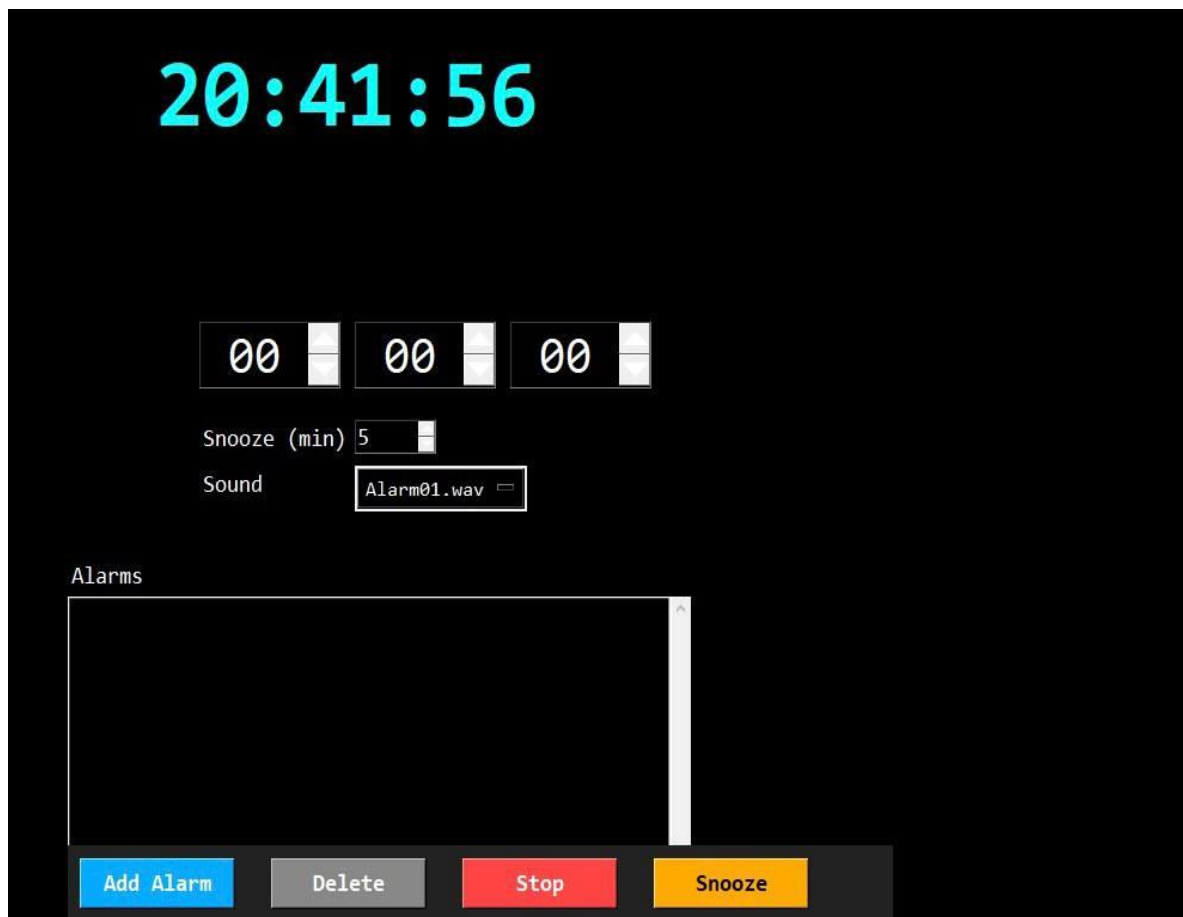 20:41:56
00 00 00
Snooze (min) 5
Sound Alarm01.wav
Alarms
Add Alarm Delete Stop Snooze